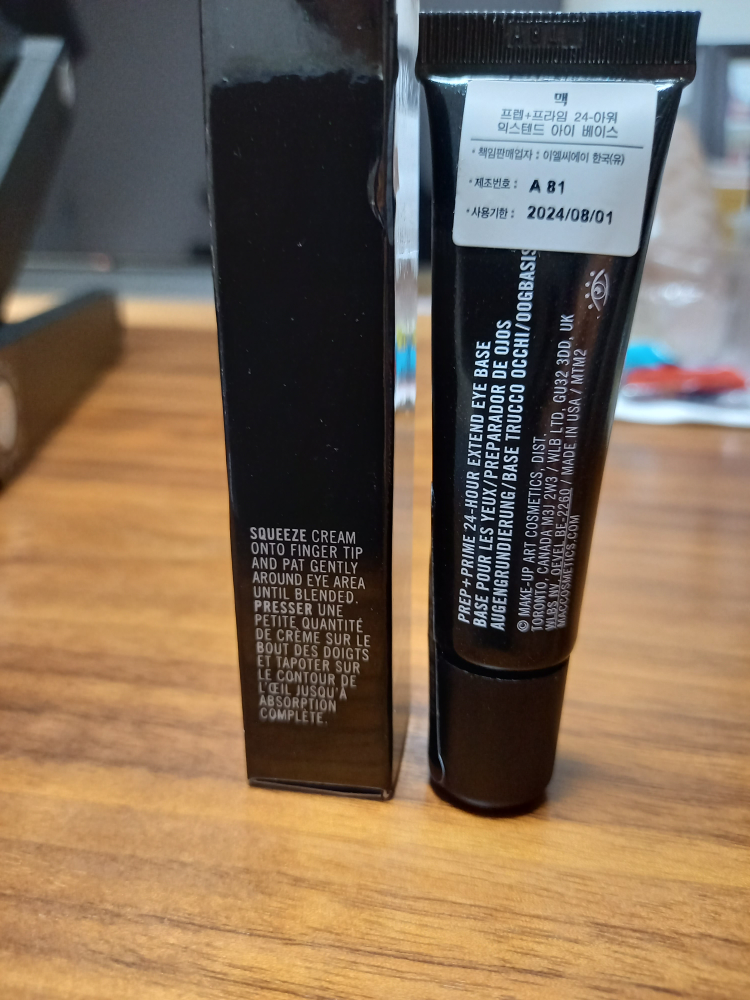 SQUEEZE CREAM
ONTO FINGER TIP
AND PAT GENTLY
AROUND EYE AREA
UNTIL BLENDED.
PRESSER UNE
PETITE QUANTITÉ
DE CRÈME SUR LE
BOUT DES DOIGTS
ET TAPOTER SUR
LE CONTOUR DE
L'ŒIL JUSQU'À
ABSORPTION
COMPLÈTE.
맥
프렙+프라임 24-아워
익스텐드 아이 베이스
· 책임판매업자 : 이엘씨에이 한국(유)
· 제조번호 : A 81
· 사용기한 : 2024/08/01
PREP+PRIME 24-HOUR EXTEND EYE BASE
BASE POUR LES YEUX/PREPARADOR DE OJOS
AUGENGRUNDIERUNG/BASE TRUCCO OCCHI/OOGBASIS
© MAKE-UP ART COSMETICS, DIST.
TORONTO, CANADA M3J 2W3 / WLB LTD, GU32 3DD, UK
WLBS NV, OEVEL BE-2260 / MADE IN USA / MTM2
MACCOSMETICS.COM